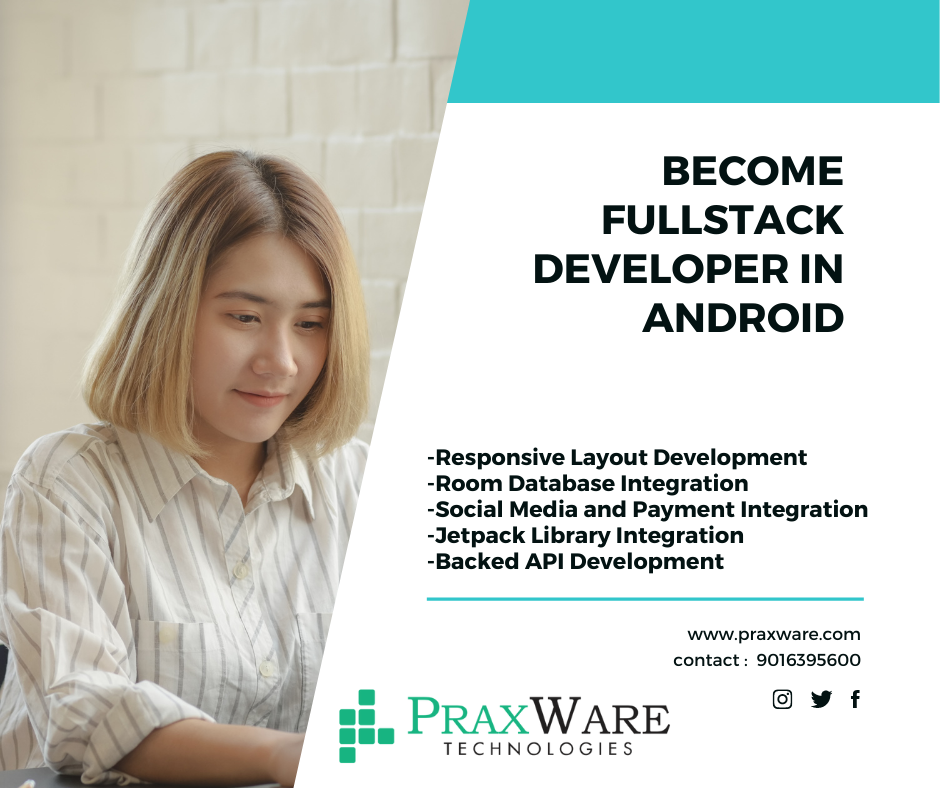 BECOME
FULLSTACK
DEVELOPER IN
ANDROID
-Responsive Layout Development
-Room Database Integration
-Social Media and Payment Integration
-Jetpack Library Integration
-Backed API Development
www.praxware.com
contact : 9016395600
PRAXWARE
TECHNOLOGIES